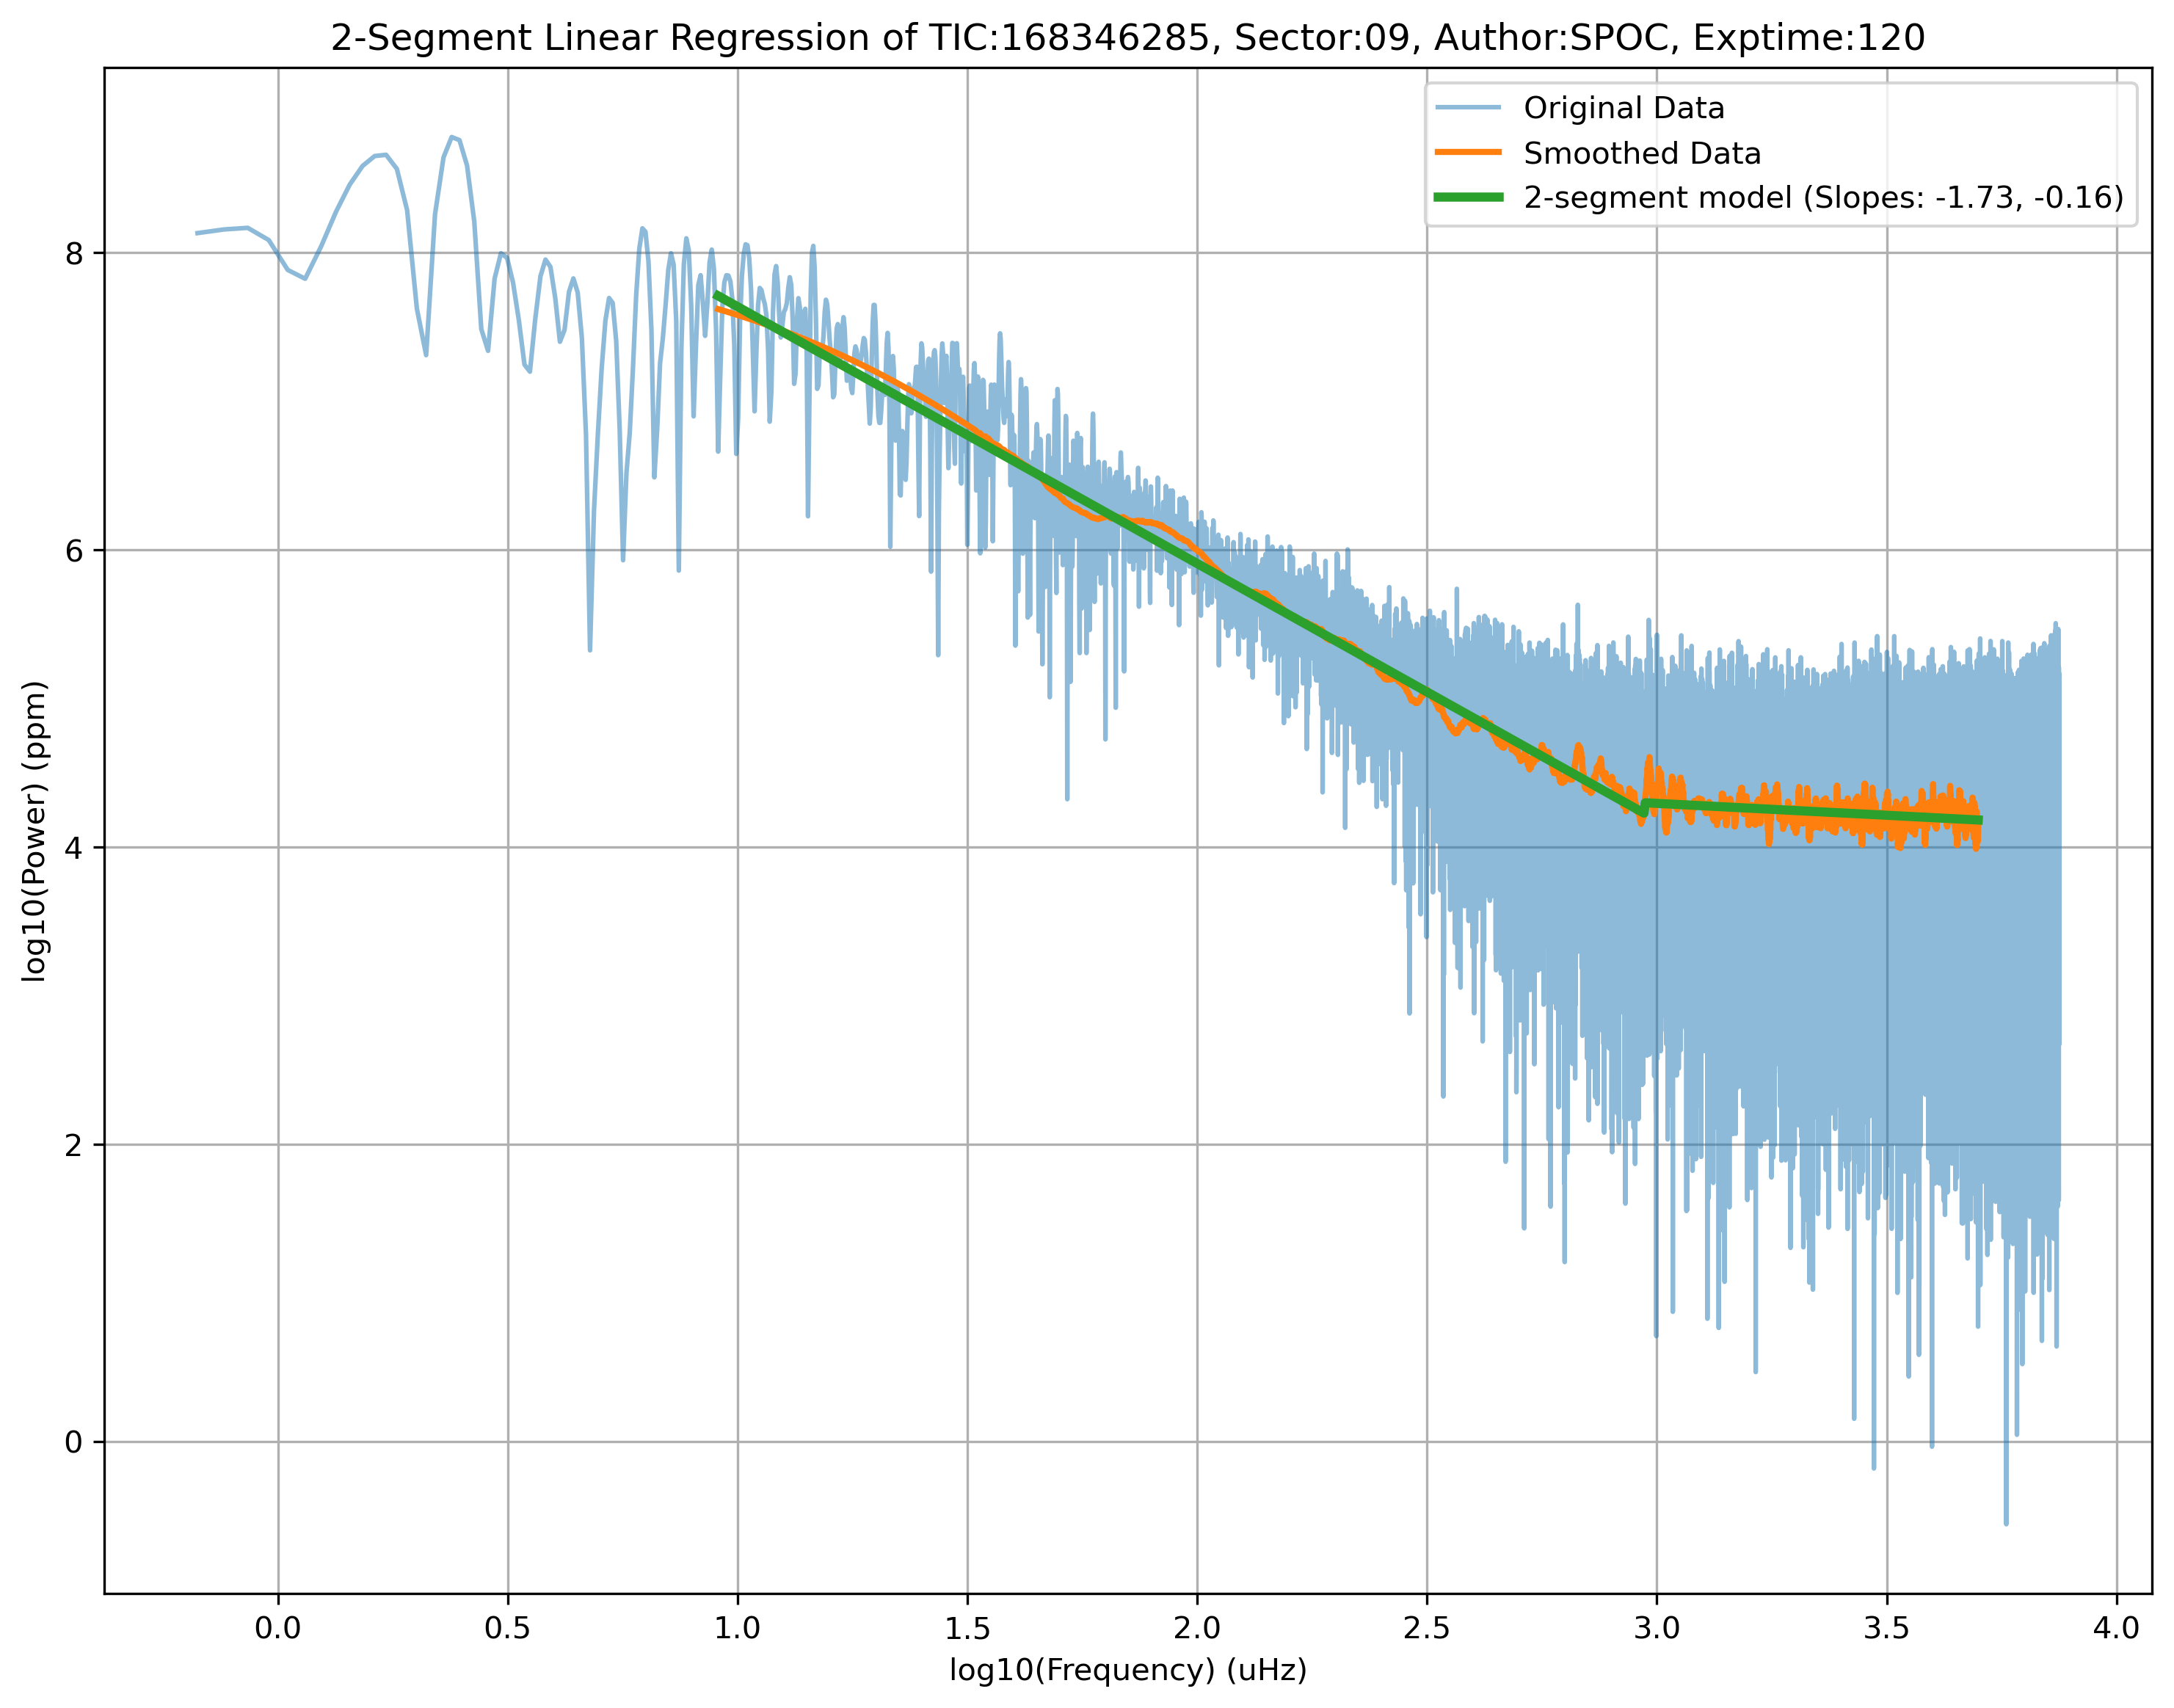 2-Segment Linear Regression of TIC:168346285, Sector:09, Author:SPOC, Exptime:120
Original Data
Smoothed Data
2-segment model (Slopes: -1.73, -0.16)
log10(Power) (ppm)
8
6
4
2
0
0.0 0.5 1.0 1.5 2.0 2.5 3.0 3.5 4.0
log10(Frequency) (uHz)